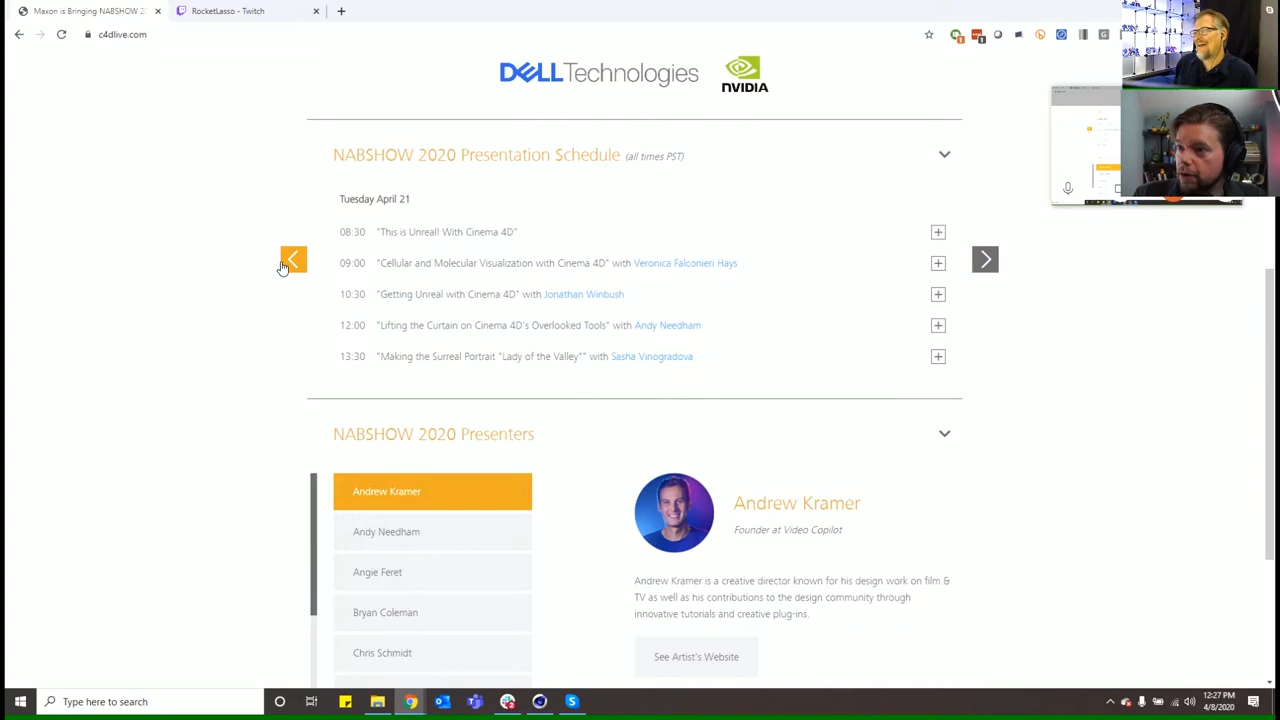 Maxon is Bringing NABSHOW 2
RocketLasso - Twitch
c4dlive.com
DELL Technologies
NVIDIA
NABSHOW 2020 Presentation Schedule (all times PST)
Tuesday April 21
08:30 "This is Unreal! With Cinema 4D"
09:00 "Cellular and Molecular Visualization with Cinema 4D" with Veronica Falconieri Hays
10:30 "Getting Unreal with Cinema 4D" with Jonathan Winbush
12:00 "Lifting the Curtain on Cinema 4D's Overlooked Tools" with Andy Needham
13:30 "Making the Surreal Portrait "Lady of the Valley"" with Sasha Vinogradova
NABSHOW 2020 Presenters
Andrew Kramer
Andy Needham
Angie Feret
Bryan Coleman
Chris Schmidt
Andrew Kramer
Founder at Video Copilot
Andrew Kramer is a creative director known for his design work on film &
TV as well as his contributions to the design community through
innovative tutorials and creative plug-ins.
See Artist's Website
Type here to search
12:27 PM
4/8/2020